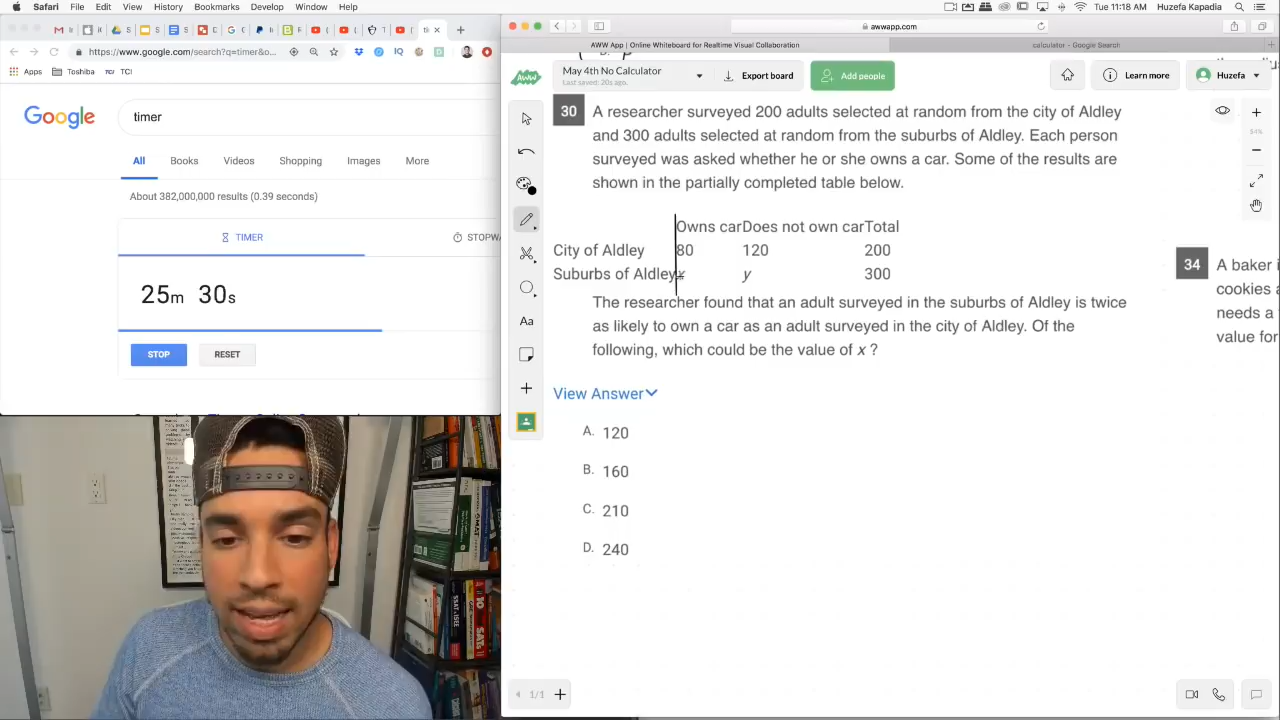 Safari File Edit View History Bookmarks Develop Window Help
Tue 11:18 AM Huzefa Kapadia
https://www.google.com/search?q=timer&o...
Apps Toshiba TCI TCI
Google timer
All Books Videos Shopping Images More
About 382,000,000 results (0.39 seconds)
TIMER STOPW
25m 30s
STOP RESET
awwapp.com
AWW App | Online Whiteboard for Realtime Visual Collaboration
calculator - Google Search
AWW May 4th No Calculator Export board Add people Learn more Huzefa
Last saved: 20s ago.
54%
30 A researcher surveyed 200 adults selected at random from the city of Aldley
and 300 adults selected at random from the suburbs of Aldley. Each person
surveyed was asked whether he or she owns a car. Some of the results are
shown in the partially completed table below.
Owns car Does not own car Total
City of Aldley 80 120 200
Suburbs of Aldley x y 300
The researcher found that an adult surveyed in the suburbs of Aldley is twice
as likely to own a car as an adult surveyed in the city of Aldley. Of the
following, which could be the value of x ?
View Answer
A. 120
B. 160
C. 210
D. 240
34 A baker i
cookies a
needs a
value for
Aa
1/1